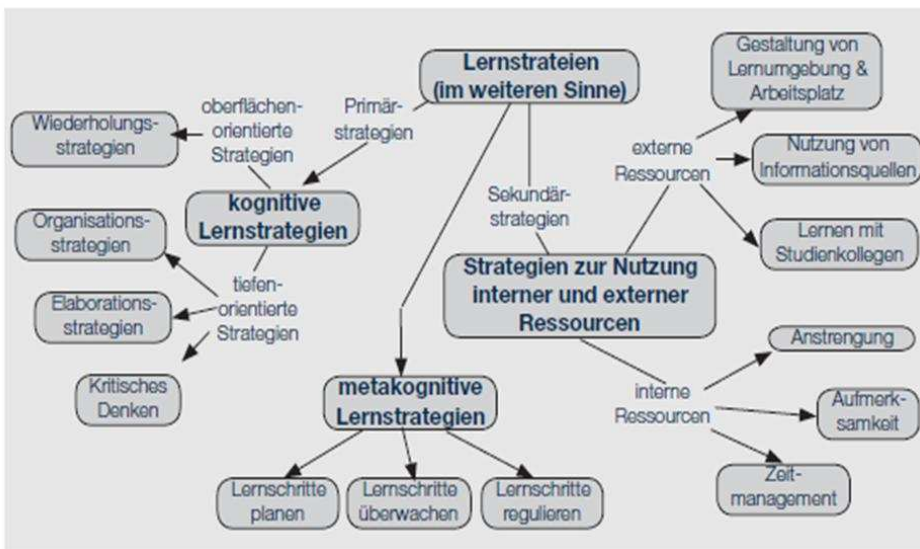 Lernstrateien
(im weiteren Sinne)
Primär-
strategien
kognitive
Lernstrategien
oberflächen-
orientierte
Strategien
Wiederholungs-
strategien
tiefen-
orientierte
Strategien
Organisations-
strategien
Elaborations-
strategien
Kritisches
Denken
metakognitive
Lernstrategien
Lernschritte
planen
Lernschritte
überwachen
Lernschritte
regulieren
Sekundär-
strategien
Strategien zur Nutzung
interner und externer
Ressourcen
externe
Ressourcen
Gestaltung von
Lernumgebung &
Arbeitsplatz
Nutzung von
Informationsquellen
Lernen mit
Studienkollegen
interne
Ressourcen
Anstrengung
Aufmerk-
samkeit
Zeit-
management